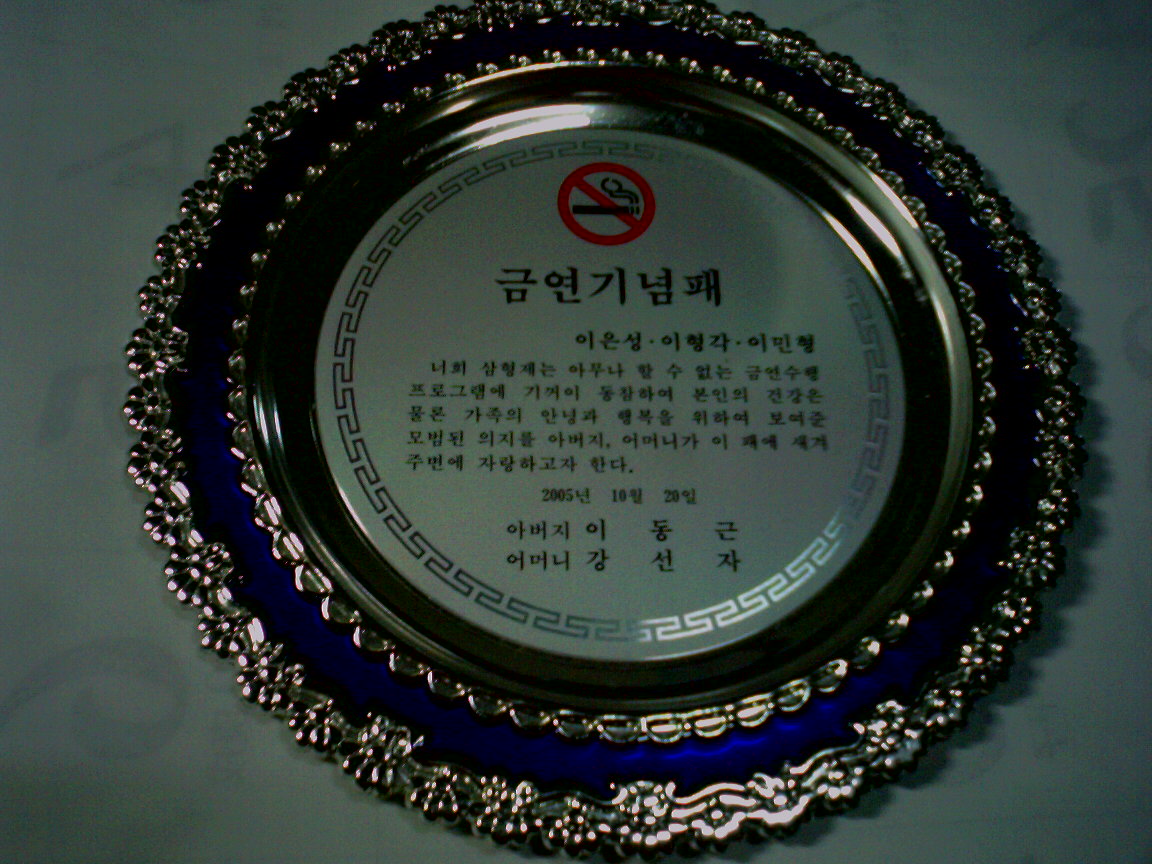 금연기념패
이은성·이형각·이민형
너희 삼형제는 아무나 할 수 없는 금연수행
프로그램에 기꺼이 동참하여 본인의 건강은
물론 가족의 안녕과 행복을 위하여 보여준
모범된 의지를 아버지, 어머니가 이 패에 새겨
주변에 자랑하고자 한다.
2005년 10월 20일
아버지 이 동 근
어머니 강 선 자